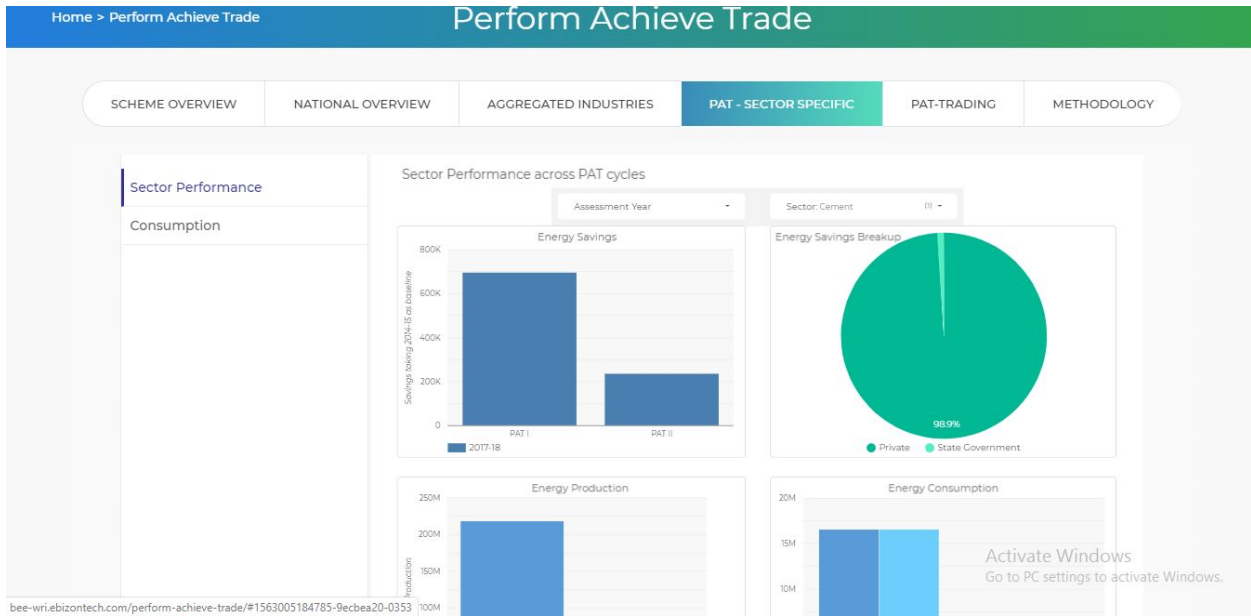 Home > Perform Achieve Trade
Perform Achieve Trade
SCHEME OVERVIEW
NATIONAL OVERVIEW
AGGREGATED INDUSTRIES
PAT - SECTOR SPECIFIC
PAT-TRADING
METHODOLOGY
Sector Performance
Consumption
Sector Performance across PAT cycles
Assessment Year
Sector: Cement (1)
Energy Savings
800K
600K
400K
200K
0
Savings taking 2014-15 as baseline
PAT I
PAT II
2017-18
Energy Savings Breakup
98.9%
Private
State Government
Energy Production
250M
200M
150M
100M
Energy Consumption
20M
15M
10M
Activate Windows
Go to PC settings to activate Windows.
bee-wri.ebizontech.com/perform-achieve-trade/#1563005184785-9ecbea20-0353